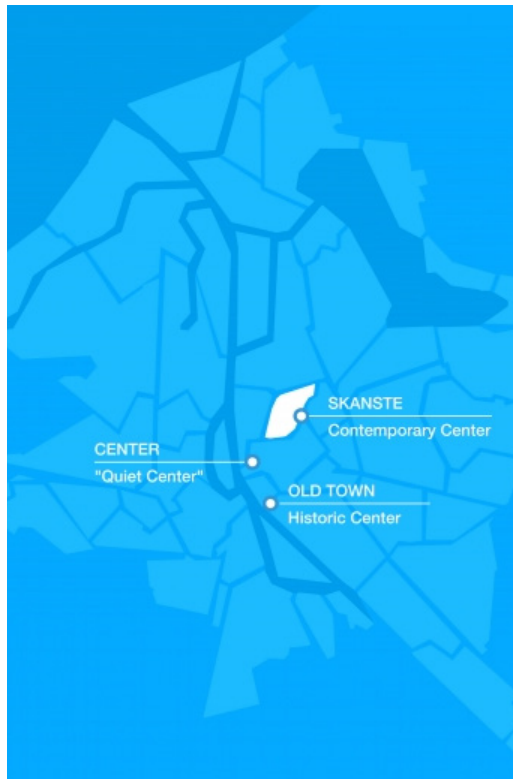 SKANSTE
Contemporary Center
CENTER
"Quiet Center"
OLD TOWN
Historic Center